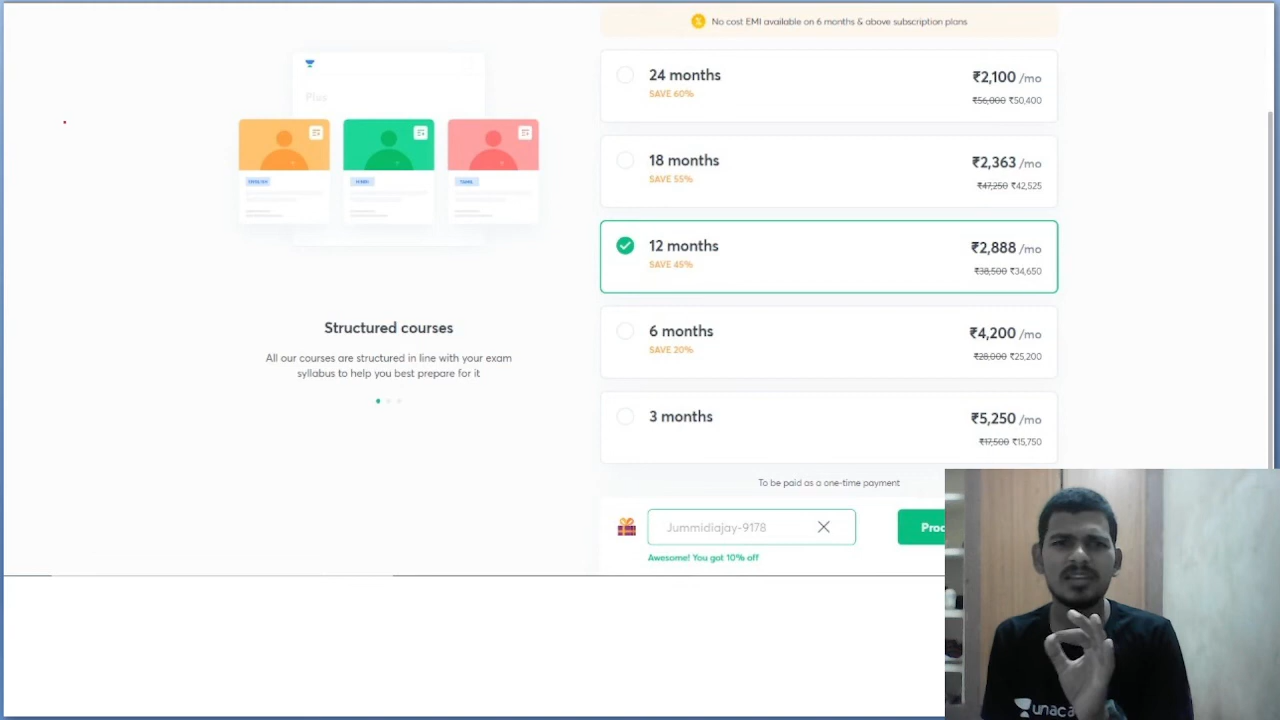 No cost EMI available on 6 months & above subscription plans
Plus
24 months
SAVE 60%
₹2,100 /mo
₹56,000 ₹50,400
18 months
SAVE 55%
₹2,363 /mo
₹47,250 ₹42,525
12 months
SAVE 45%
₹2,888 /mo
₹38,500 ₹34,650
6 months
SAVE 20%
₹4,200 /mo
₹28,000 ₹25,200
3 months
₹5,250 /mo
₹17,500 ₹15,750
Structured courses
All our courses are structured in line with your exam
syllabus to help you best prepare for it
To be paid as a one-time payment
Jummidiajay-9178
Awesome! You got 10% off
Proc
unaca